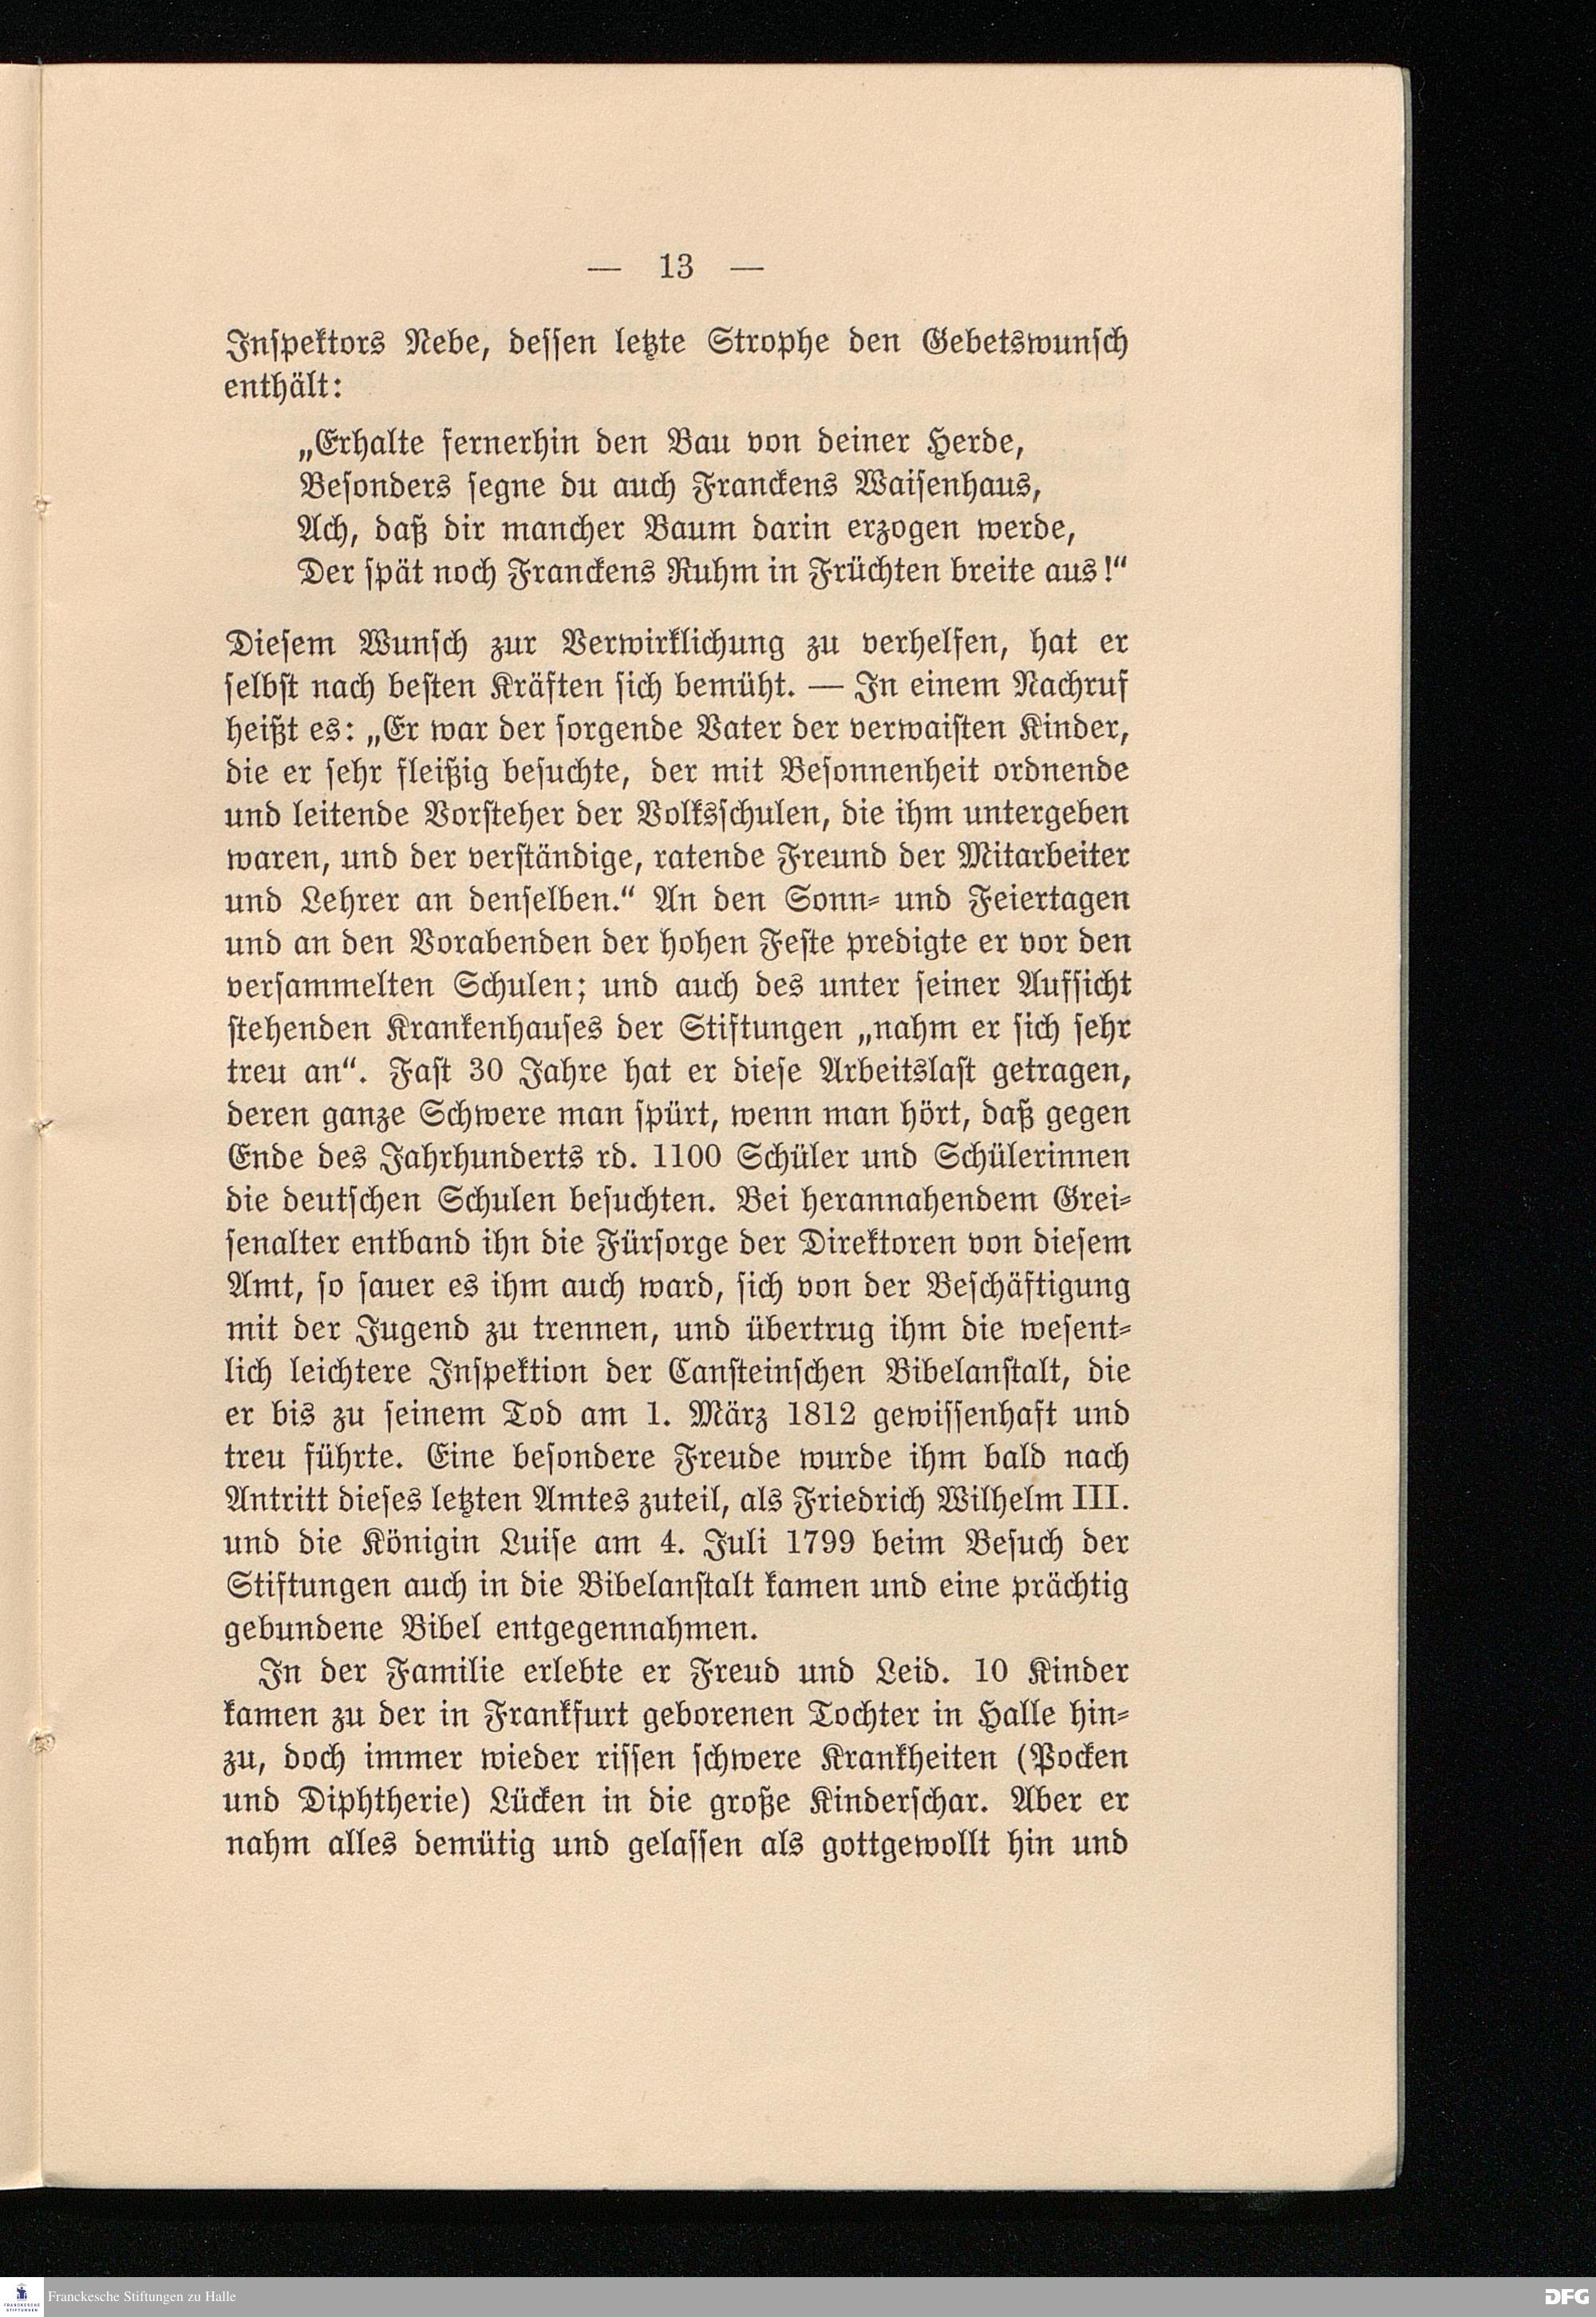 — 13 —
Inspektors Nebe, dessen letzte Strophe den Gebetswunsch
enthält:
„Erhalte fernerhin den Bau von deiner Herde,
Besonders segne du auch Franckens Waisenhaus,
Ach, daß dir mancher Baum darin erzogen werde,
Der spät noch Franckens Ruhm in Früchten breite aus!“
Diesem Wunsch zur Verwirklichung zu verhelfen, hat er
selbst nach besten Kräften sich bemüht. — In einem Nachruf
heißt es: „Er war der sorgende Vater der verwaisten Kinder,
die er sehr fleißig besuchte, der mit Besonnenheit ordnende
und leitende Vorsteher der Volksschulen, die ihm untergeben
waren, und der verständige, ratende Freund der Mitarbeiter
und Lehrer an denselben.“ An den Sonn- und Feiertagen
und an den Vorabenden der hohen Feste predigte er vor den
versammelten Schulen; und auch des unter seiner Aufsicht
stehenden Krankenhauses der Stiftungen „nahm er sich sehr
treu an“. Fast 30 Jahre hat er diese Arbeitslast getragen,
deren ganze Schwere man spürt, wenn man hört, daß gegen
Ende des Jahrhunderts rd. 1100 Schüler und Schülerinnen
die deutschen Schulen besuchten. Bei herannahendem Grei-
senalter entband ihn die Fürsorge der Direktoren von diesem
Amt, so sauer es ihm auch ward, sich von der Beschäftigung
mit der Jugend zu trennen, und übertrug ihm die wesent-
lich leichtere Inspektion der Cansteinschen Bibelanstalt, die
er bis zu seinem Tod am 1. März 1812 gewissenhaft und
treu führte. Eine besondere Freude wurde ihm bald nach
Antritt dieses letzten Amtes zuteil, als Friedrich Wilhelm III.
und die Königin Luise am 4. Juli 1799 beim Besuch der
Stiftungen auch in die Bibelanstalt kamen und eine prächtig
gebundene Bibel entgegennahmen.
In der Familie erlebte er Freud und Leid. 10 Kinder
kamen zu der in Frankfurt geborenen Tochter in Halle hin-
zu, doch immer wieder rissen schwere Krankheiten (Pocken
und Diphtherie) Lücken in die große Kinderschar. Aber er
nahm alles demütig und gelassen als gottgewollt hin und
FRANCKESCHE
STIFTUNGEN
Franckesche Stiftungen zu Halle
DFG